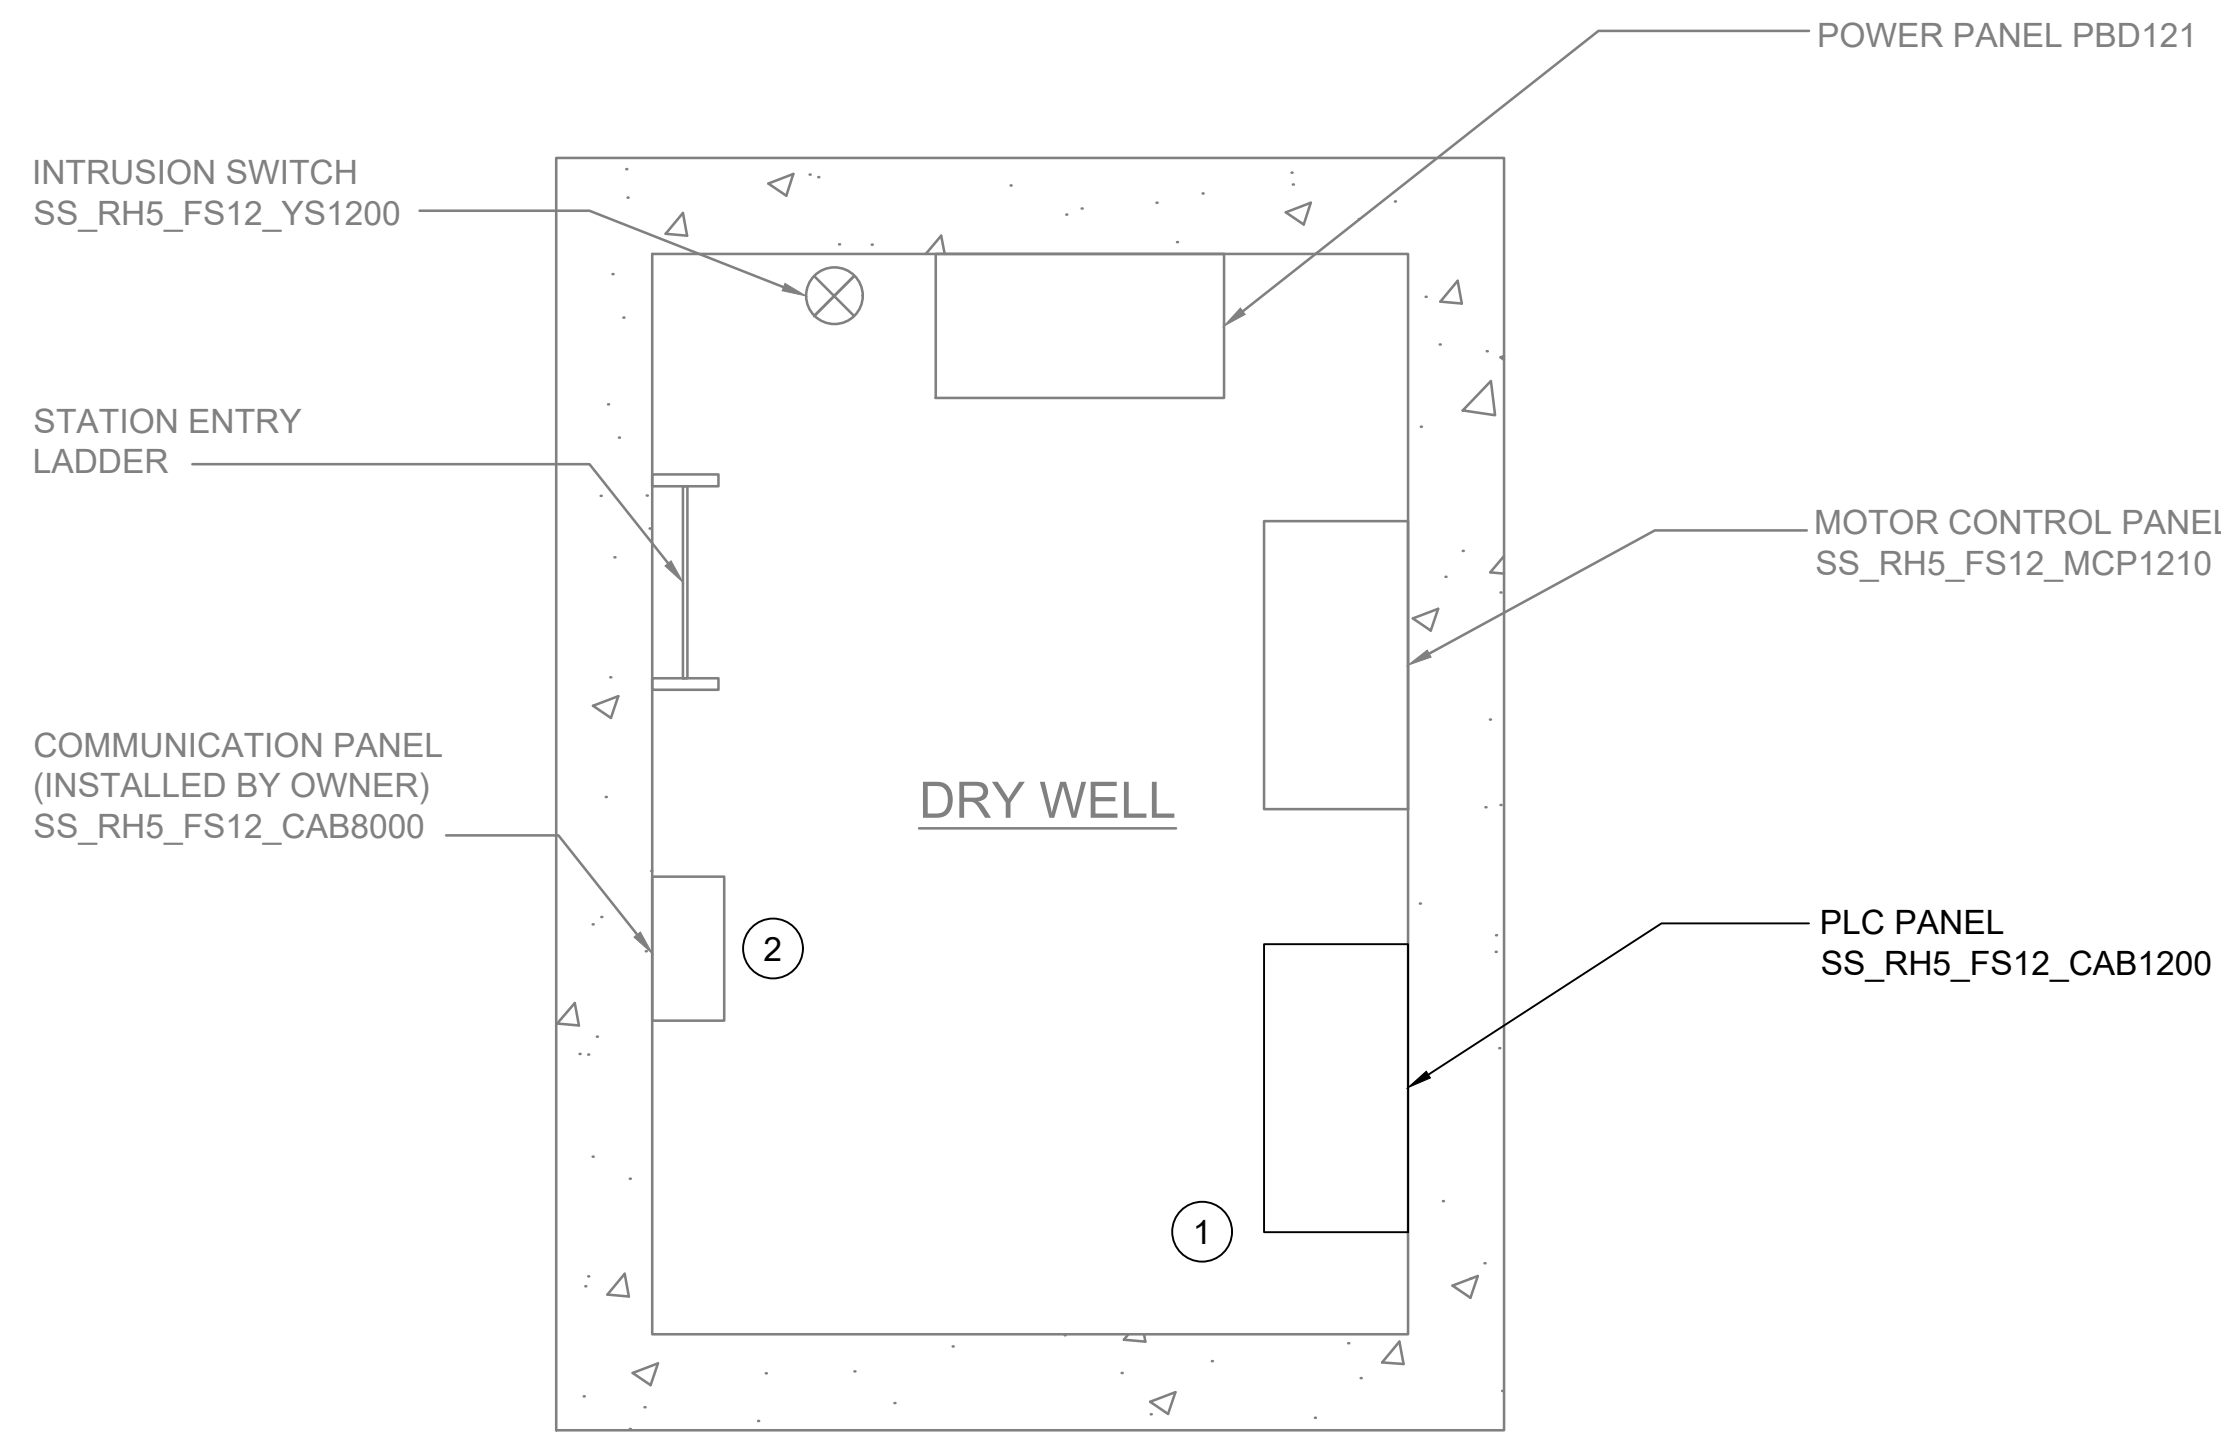 POWER PANEL PBD121
INTRUSION SWITCH
SS_RH5_FS12_YS1200
STATION ENTRY
LADDER
MOTOR CONTROL PANEL
SS_RH5_FS12_MCP1210
COMMUNICATION PANEL
(INSTALLED BY OWNER)
SS_RH5_FS12_CAB8000
DRY WELL
PLC PANEL
SS_RH5_FS12_CAB1200
2
1